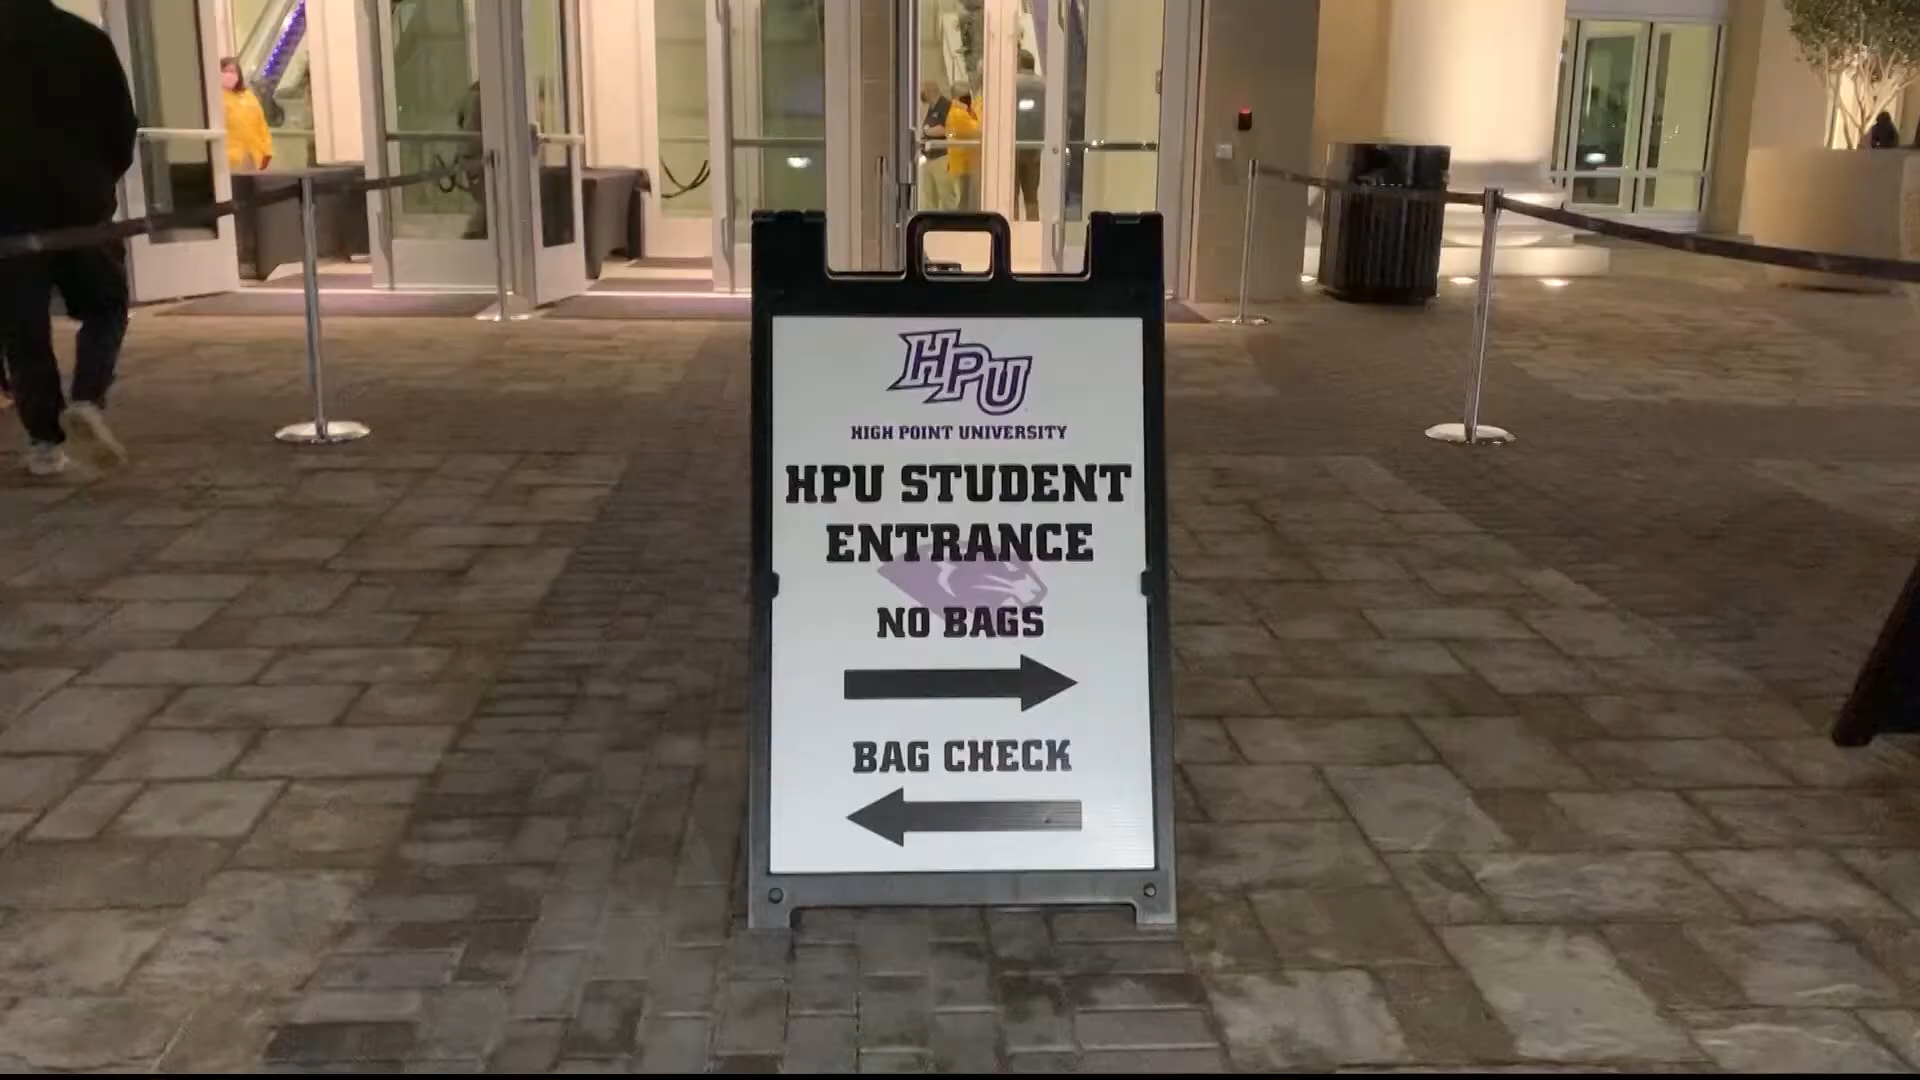 HPU
HIGH POINT UNIVERSITY
HPU STUDENT
ENTRANCE
NO BAGS
BAG CHECK